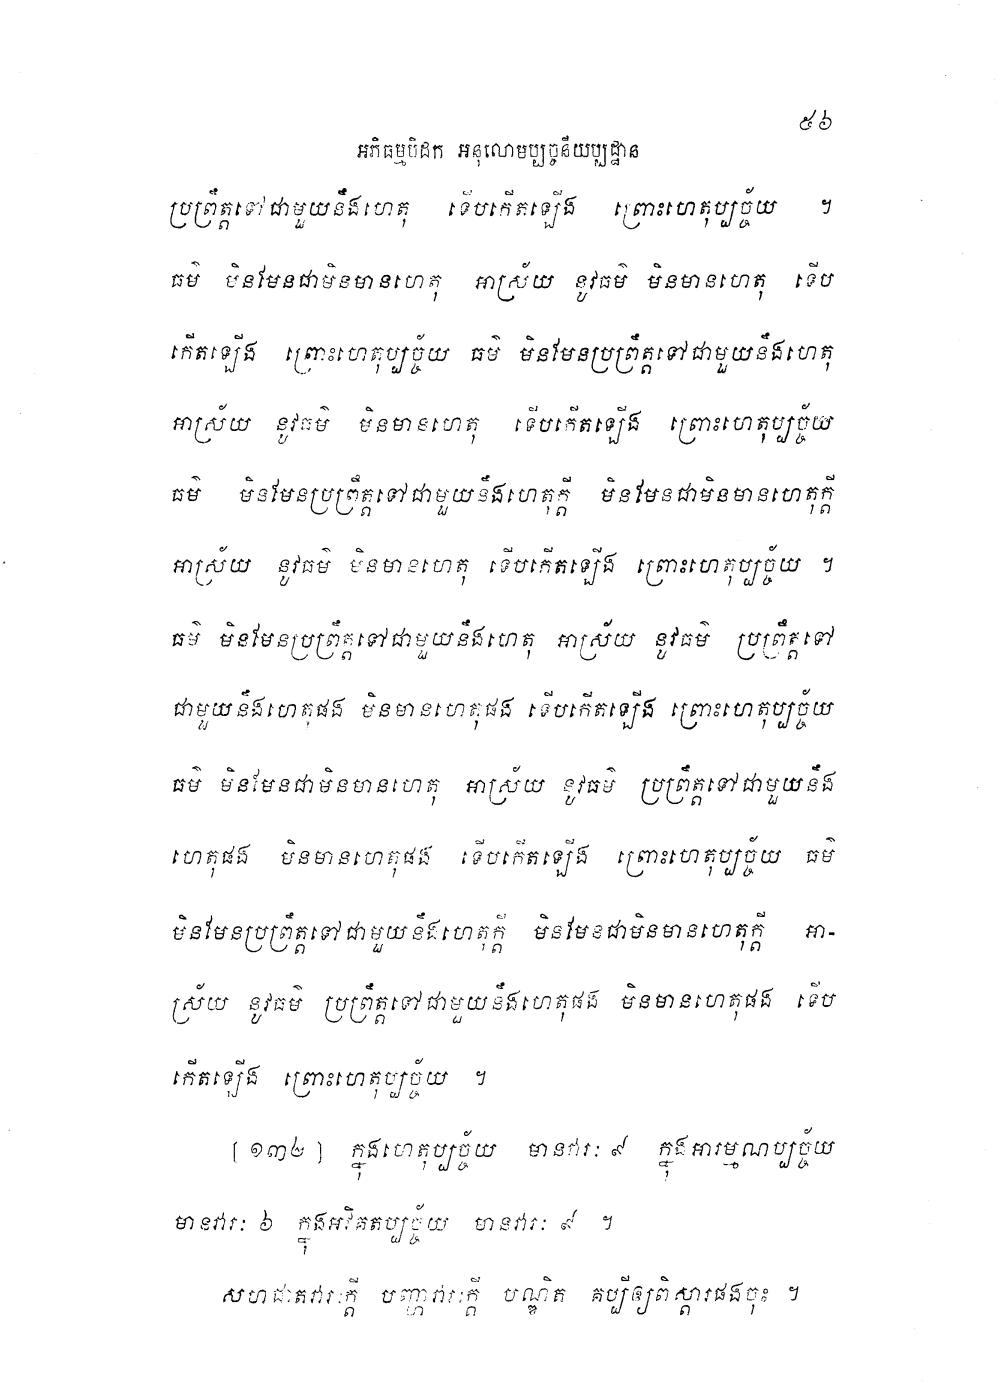 ៥៦
អភិធម្មបិដក អនុលោមប្បច្ចនីយប្បដ្ឋាន
ប្រព្រឹត្តទៅជាមួយនឹងហេតុ ទើបកើតឡើង ព្រោះហេតុប្បច្ច័យ ។
ធម៌ មិនមែនជាមិនមានហេតុ អាស្រ័យ នូវធម៌ មិនមានហេតុ ទើប
កើតឡើង ព្រោះហេតុប្បច្ច័យ ធម៌ មិនមែនប្រព្រឹត្តទៅជាមួយនឹងហេតុ
អាស្រ័យ នូវធម៌ មិនមានហេតុ ទើបកើតឡើង ព្រោះហេតុប្បច្ច័យ
ធម៌ មិនមែនប្រព្រឹត្តទៅជាមួយនឹងហេតុក្តី មិនមែនជាមិនមានហេតុក្តី
អាស្រ័យ នូវធម៌ មិនមានហេតុ ទើបកើតឡើង ព្រោះហេតុប្បច្ច័យ ។
ធម៌ មិនមែនប្រព្រឹត្តទៅជាមួយនឹងហេតុ អាស្រ័យ នូវធម៌ ប្រព្រឹត្តទៅ
ជាមួយនឹងហេតុផង មិនមានហេតុផង ទើបកើតឡើង ព្រោះហេតុប្បច្ច័យ
ធម៌ មិនមែនជាមិនមានហេតុ អាស្រ័យ នូវធម៌ ប្រព្រឹត្តទៅជាមួយនឹង
ហេតុផង មិនមានហេតុផង ទើបកើតឡើង ព្រោះហេតុប្បច្ច័យ ធម៌
មិនមែនប្រព្រឹត្តទៅជាមួយនឹងហេតុក្តី មិនមែនជាមិនមានហេតុក្តី អា-
ស្រ័យ នូវធម៌ ប្រព្រឹត្តទៅជាមួយនឹងហេតុផង មិនមានហេតុផង ទើប
កើតឡើង ព្រោះហេតុប្បច្ច័យ ។
[១៣៤] ក្នុងហេតុប្បច្ច័យ មានវារៈ ៩ ក្នុងអារម្មណប្បច្ច័យ
មានវារៈ ៦ ក្នុងអវិគតប្បច្ច័យ មានវារៈ ៩ ។
សហជាតវារៈក្តី បញ្ហាវារៈក្តី បណ្ឌិត គប្បីឲ្យពិស្តារផងចុះ ។